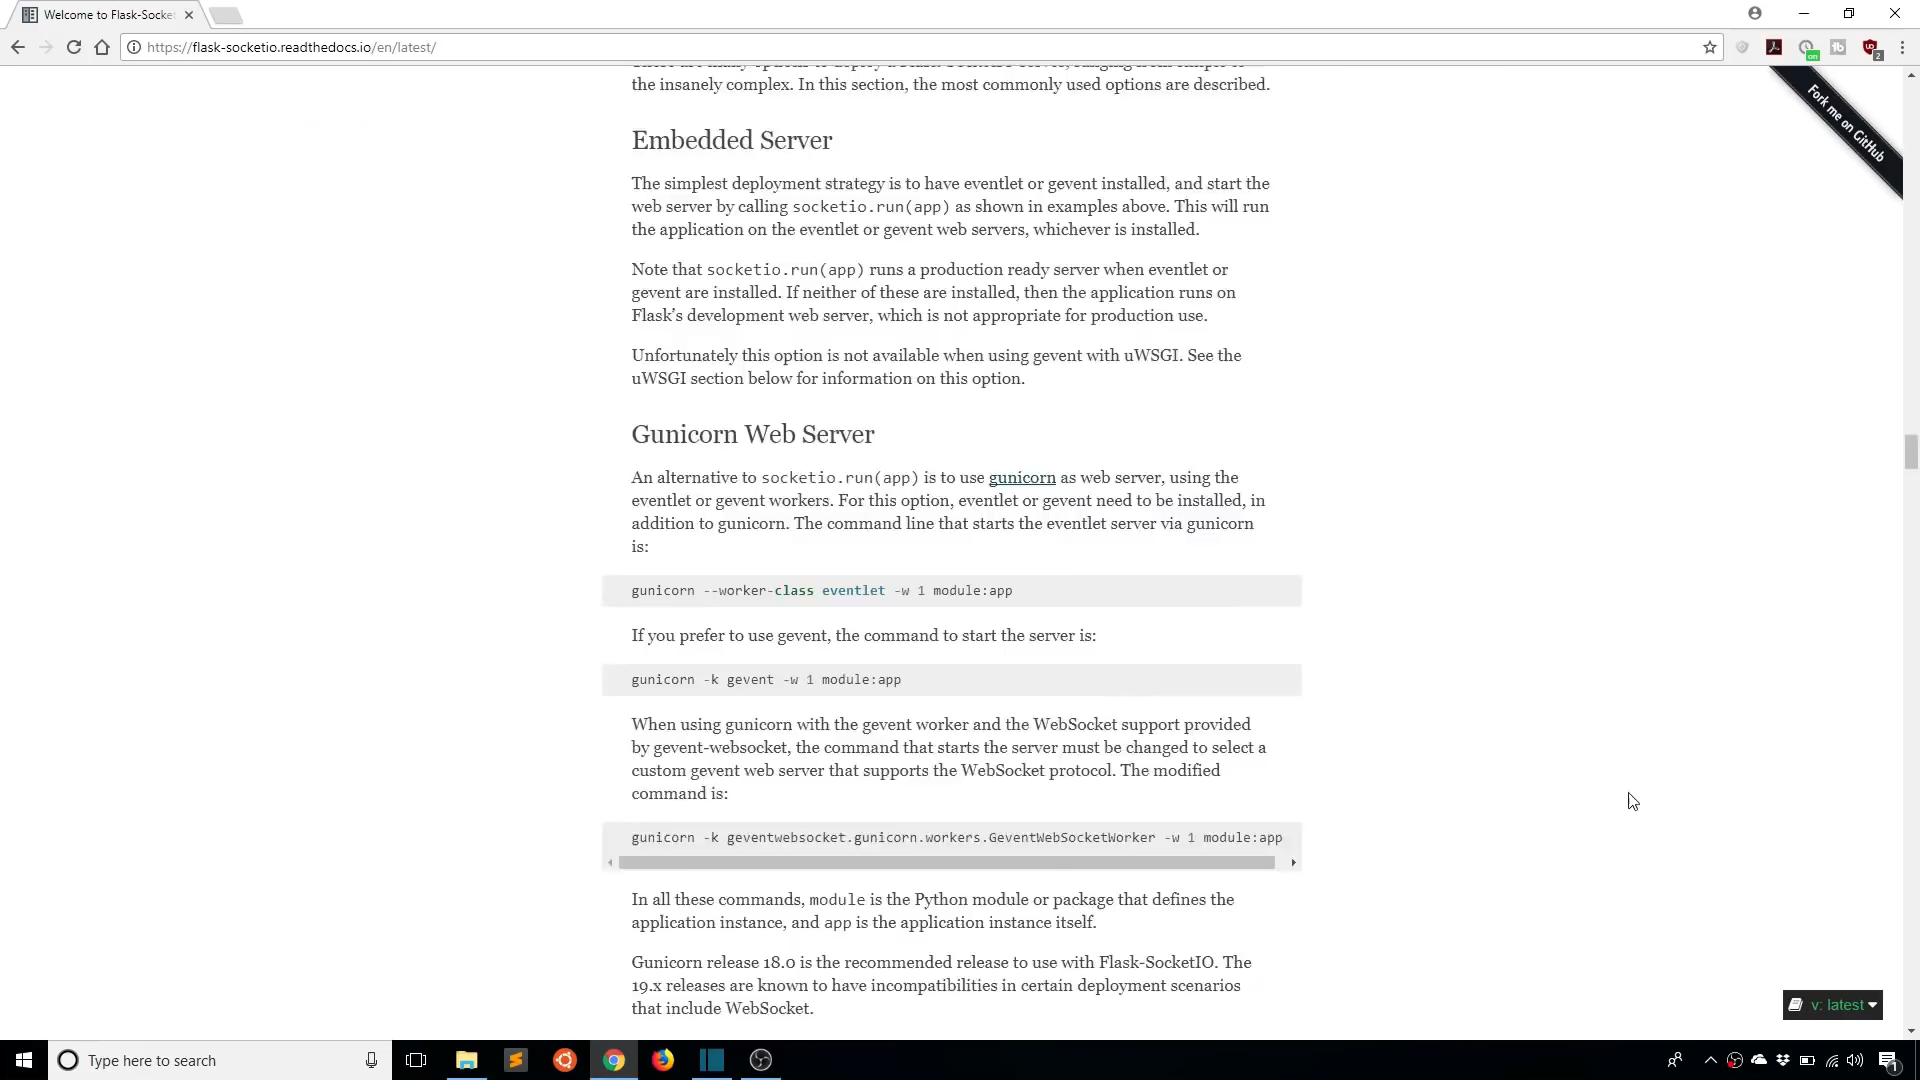 Welcome to Flask-Socke
https://flask-socketio.readthedocs.io/en/latest/
the insanely complex. In this section, the most commonly used options are described.
Fork me on GitHub
Embedded Server
The simplest deployment strategy is to have eventlet or gevent installed, and start the
web server by calling socketio.run(app) as shown in examples above. This will run
the application on the eventlet or gevent web servers, whichever is installed.
Note that socketio.run(app) runs a production ready server when eventlet or
gevent are installed. If neither of these are installed, then the application runs on
Flask's development web server, which is not appropriate for production use.
Unfortunately this option is not available when using gevent with uWSGI. See the
uWSGI section below for information on this option.
Gunicorn Web Server
An alternative to socketio.run(app) is to use gunicorn as web server, using the
eventlet or gevent workers. For this option, eventlet or gevent need to be installed, in
addition to gunicorn. The command line that starts the eventlet server via gunicorn
is:
gunicorn --worker-class eventlet -w 1 module:app
If you prefer to use gevent, the command to start the server is:
gunicorn -k gevent -w 1 module:app
When using gunicorn with the gevent worker and the WebSocket support provided
by gevent-websocket, the command that starts the server must be changed to select a
custom gevent web server that supports the WebSocket protocol. The modified
command is:
gunicorn -k geventwebsocket.gunicorn.workers.GeventWebSocketWorker -w 1 module:app
In all these commands, module is the Python module or package that defines the
application instance, and app is the application instance itself.
Gunicorn release 18.0 is the recommended release to use with Flask-SocketIO. The
19.x releases are known to have incompatibilities in certain deployment scenarios
that include WebSocket.
v: latest
Type here to search